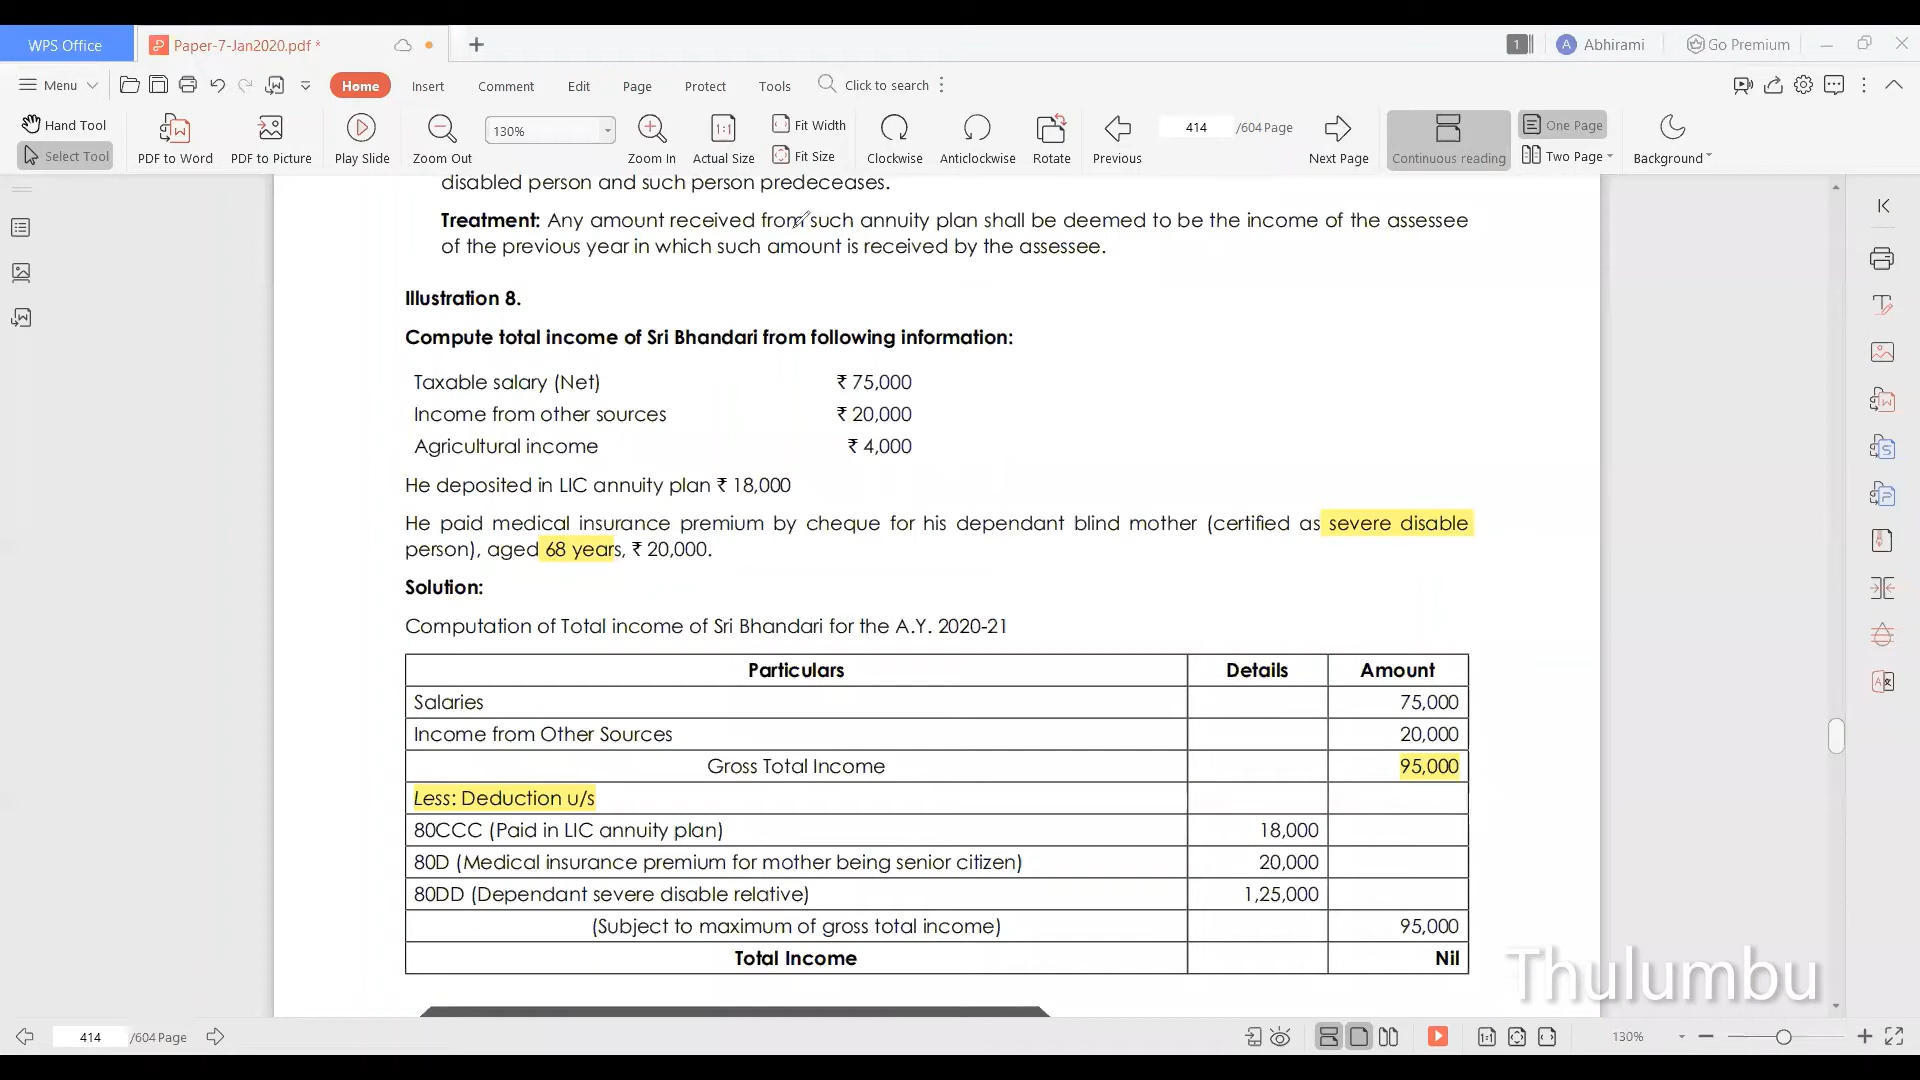 WPS Office
Paper-7-Jan2020.pdf *
1
A Abhirami
Go Premium
Menu
Home
Insert
Comment
Edit
Page
Protect
Tools
Click to search
Hand Tool
Select Tool
PDF to Word
PDF to Picture
Play Slide
Zoom Out
130%
Zoom In
Actual Size
Fit Width
Fit Size
Clockwise
Anticlockwise
Rotate
Previous
414 /604 Page
Next Page
Continuous reading
One Page
Two Page
Background
disabled person and such person predeceases.
Treatment: Any amount received from such annuity plan shall be deemed to be the income of the assessee
of the previous year in which such amount is received by the assessee.
Illustration 8.
Compute total income of Sri Bhandari from following information:
Taxable salary (Net) ₹ 75,000
Income from other sources ₹ 20,000
Agricultural income ₹ 4,000
He deposited in LIC annuity plan ₹ 18,000
He paid medical insurance premium by cheque for his dependant blind mother (certified as severe disable
person), aged 68 years, ₹ 20,000.
Solution:
Computation of Total income of Sri Bhandari for the A.Y. 2020-21
Particulars Details Amount
Salaries 75,000
Income from Other Sources 20,000
Gross Total Income 95,000
Less: Deduction u/s
80CCC (Paid in LIC annuity plan) 18,000
80D (Medical insurance premium for mother being senior citizen) 20,000
80DD (Dependant severe disable relative) 1,25,000
(Subject to maximum of gross total income) 95,000
Total Income Nil
Thulumbu
414 /604 Page
130%